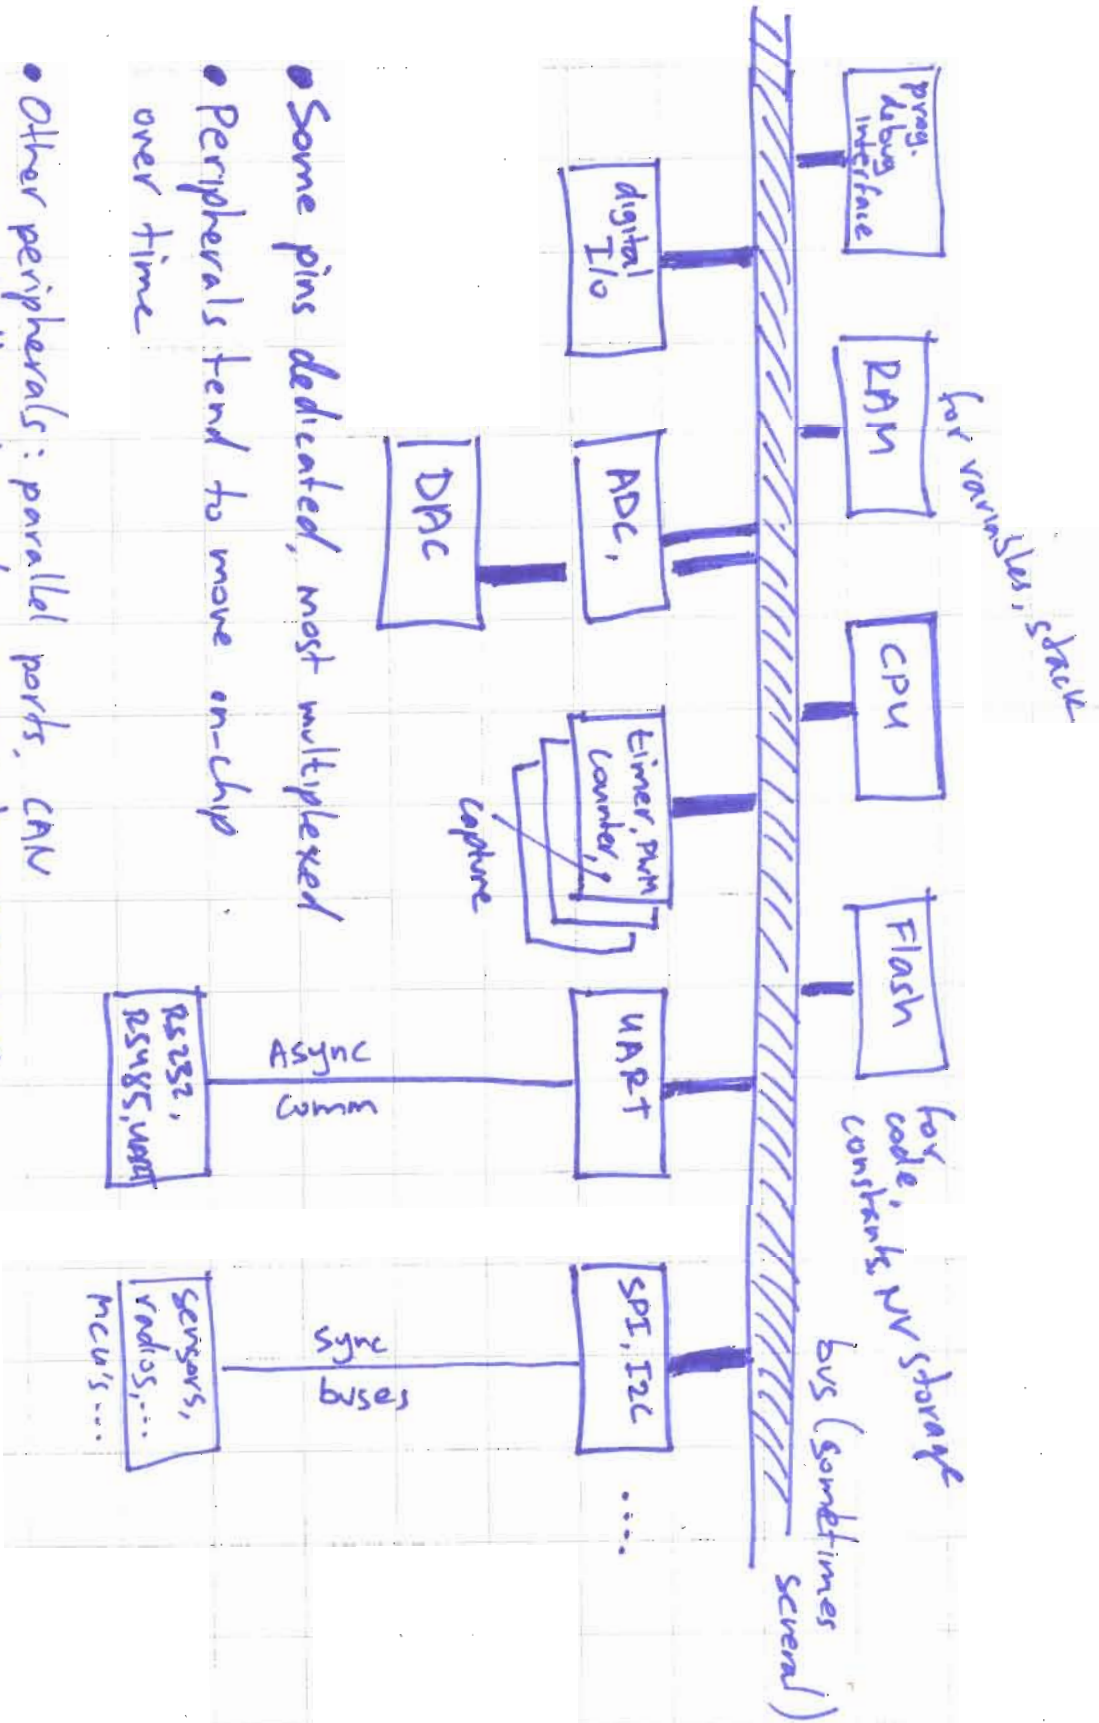 prog.
debug
interface
RAM
for variables, stack
CPU
Flash
for
code,
constants, NV storage
bus (sometimes
several)
digital
I/O
ADC,
DAC
timer, PWM
counter,
capture
UART
Async
comm
RS232,
RS485, UART
SPI, I2C
....
sync
buses
sensors,
radios,...
MCU's...
• Some pins dedicated, most multiplexed
• Peripherals tend to move on-chip
over time
• Other peripherals: parallel ports, CAN